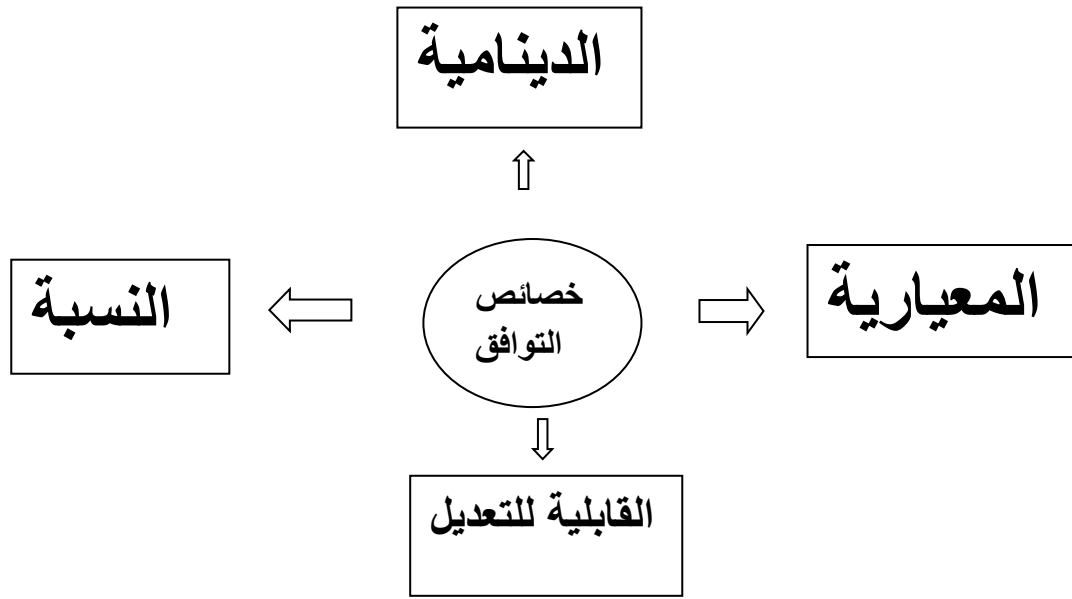 الدينامية
المعيارية
خصائص
التوافق
النسبة
القابلية للتعديل